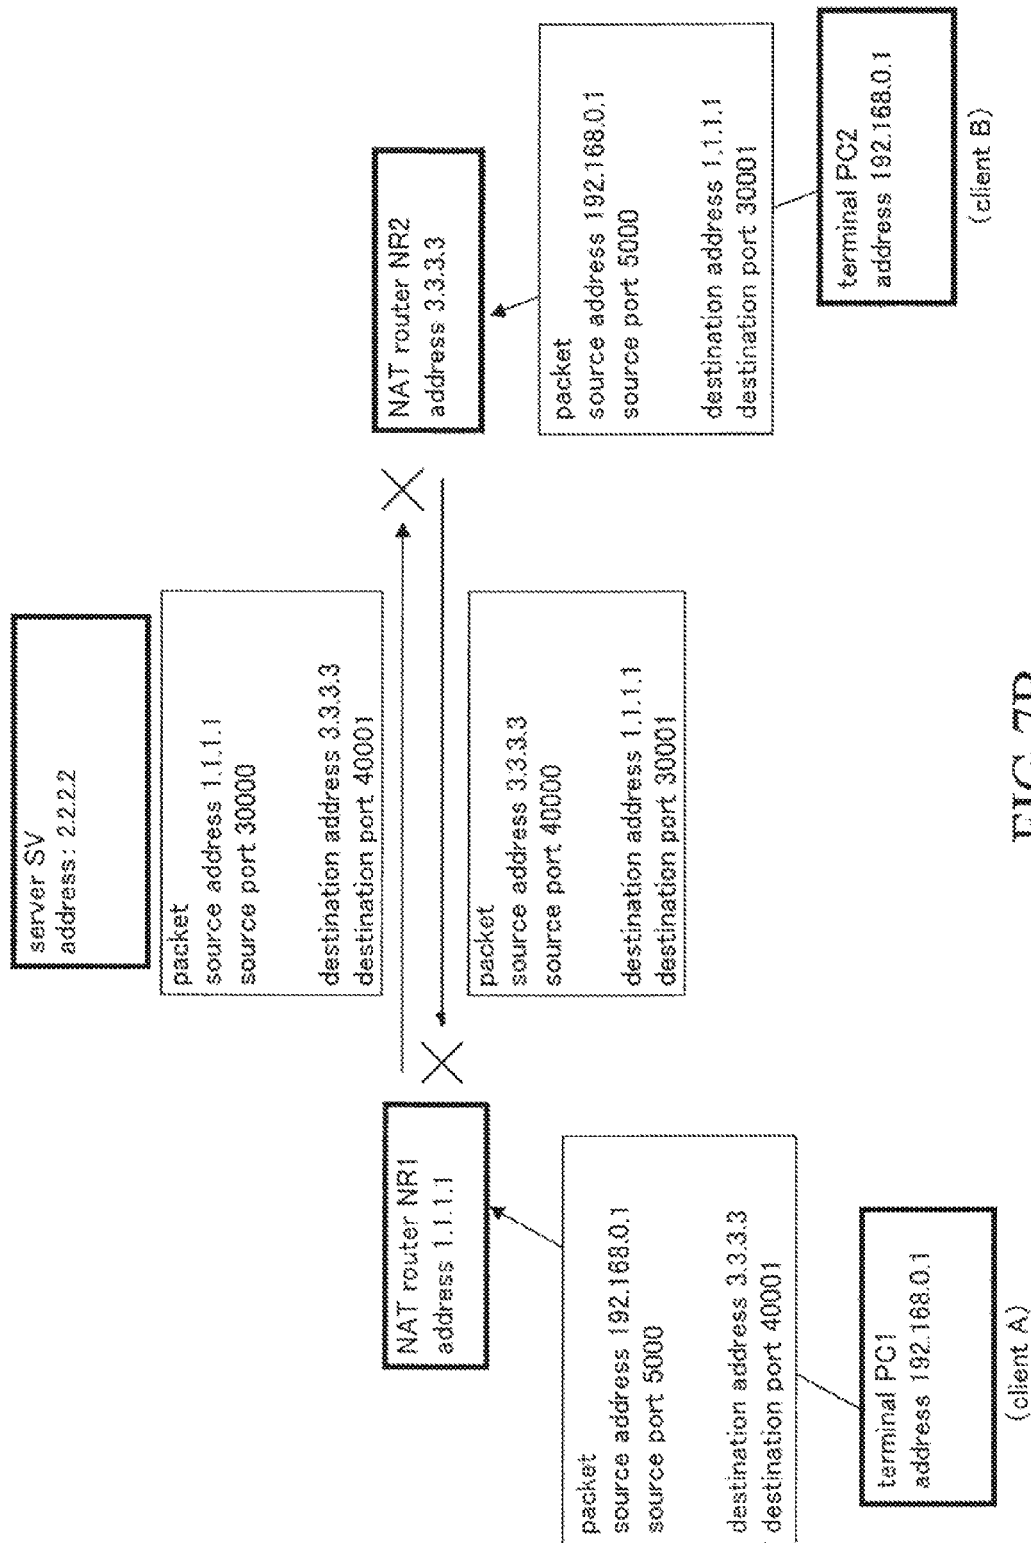 server SV
address: 2.2.2.2
packet
source address 1.1.1.1
source port 30000
destination address 3.3.3.3
destination port 40001
NAT router NR1
address 1.1.1.1
NAT router NR2
address 3.3.3.3
packet
source address 3.3.3.3
source port 40000
destination address 1.1.1.1
destination port 30001
packet
source address 192.168.0.1
source port 5000
destination address 3.3.3.3
destination port 40001
packet
source address 192.168.0.1
source port 5000
destination address 1.1.1.1
destination port 30001
terminal PC1
address 192.168.0.1
(client A)
terminal PC2
address 192.168.0.1
(client B)